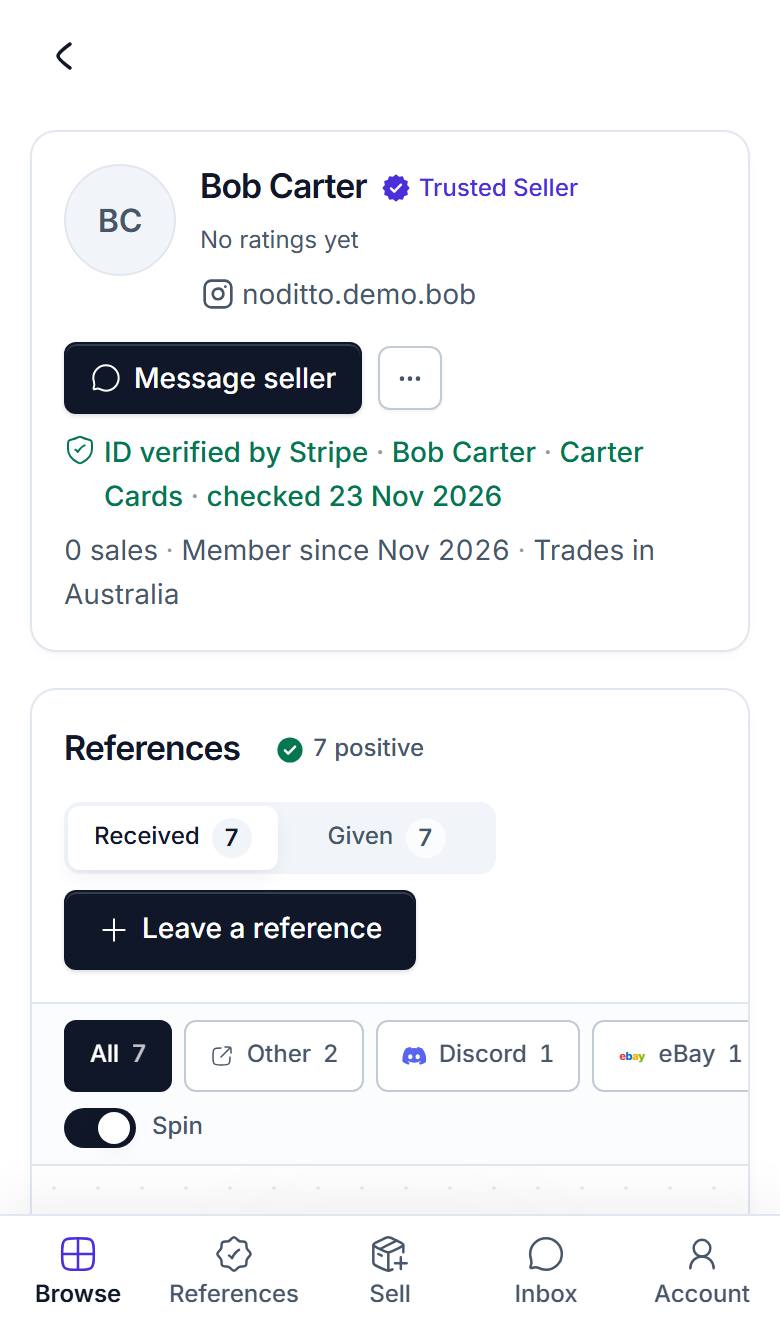 BC
Bob Carter Trusted Seller
No ratings yet
noditto.demo.bob
Message seller
ID verified by Stripe · Bob Carter · Carter
Cards · checked 23 Nov 2026
0 sales · Member since Nov 2026 · Trades in
Australia
References 7 positive
Received 7 Given 7
Leave a reference
All 7 Other 2 Discord 1 ebay eBay 1
Spin
Browse References Sell Inbox Account